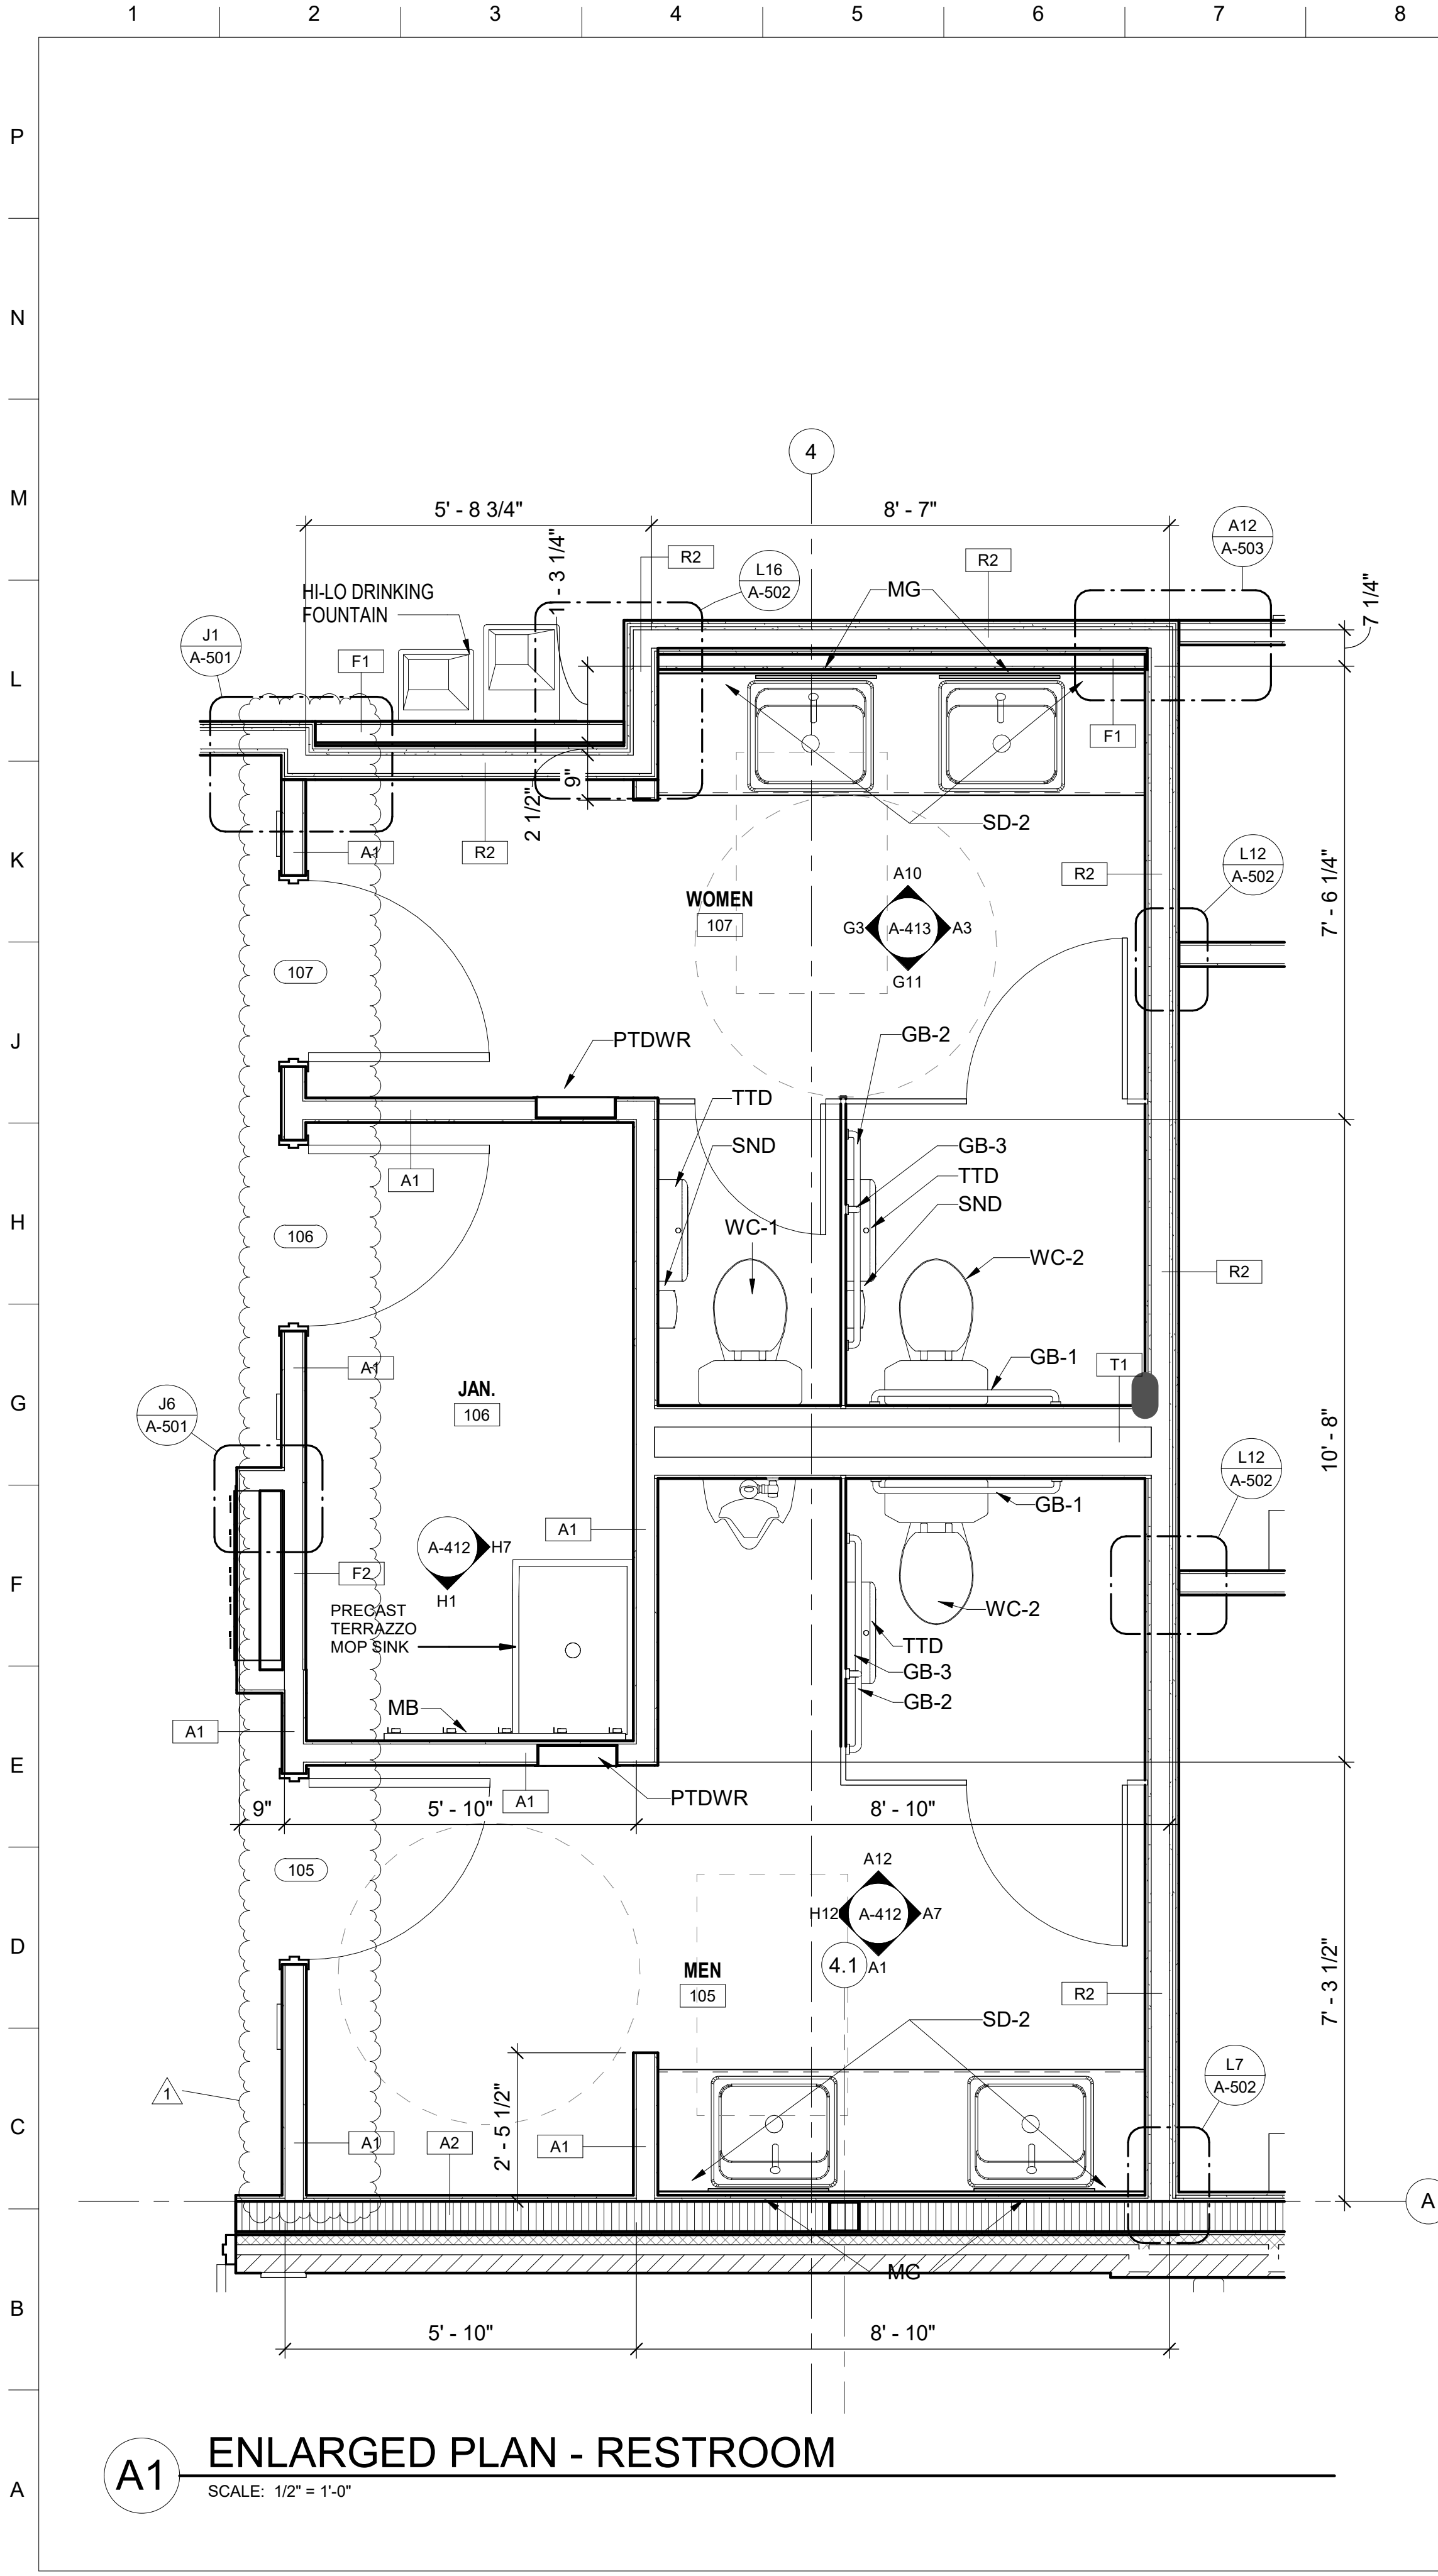 1 2 3 4 5 6 7 8
P
N
M
L
K
J
H
G
F
E
D
C
B
A
4
5' - 8 3/4"
8' - 7"
A12
A-503
R2
R2
L16
A-502
1 - 3 1/4"
7 1/4"
HI-LO DRINKING
FOUNTAIN
MG
J1
A-501
F1
F1
9"
2 1/2"
SD-2
A1
R2
R2
L12
A-502
7' - 6 1/4"
WOMEN
107
A10
G3
A-413
A3
G11
107
PTDWR
GB-2
TTD
SND
GB-3
TTD
SND
A1
106
WC-1
WC-2
R2
GB-1
T1
A1
JAN.
106
J6
A-501
10' - 8"
L12
A-502
GB-1
A1
A-412
H7
H1
F2
PRECAST
TERRAZZO
MOP SINK
WC-2
TTD
GB-3
GB-2
MB
A1
A1
PTDWR
9"
5' - 10"
8' - 10"
105
A12
H12
A-412
A7
A1
4.1
MEN
105
R2
7' - 3 1/2"
SD-2
L7
A-502
1
2' - 5 1/2"
A1
A2
A1
A
MG
5' - 10"
8' - 10"
A1
ENLARGED PLAN - RESTROOM
SCALE: 1/2" = 1'-0"